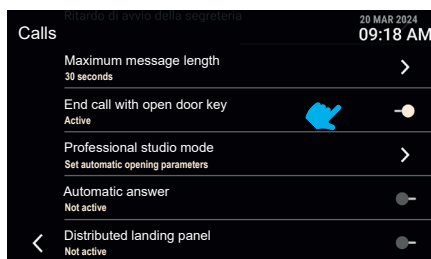 Ritardo di avvio della segreteria
20 MAR 2024
Calls
09:18 AM
Maximum message length
30 seconds
End call with open door key
Active
Professional studio mode
Set automatic opening parameters
Automatic answer
Not active
Distributed landing panel
Not active